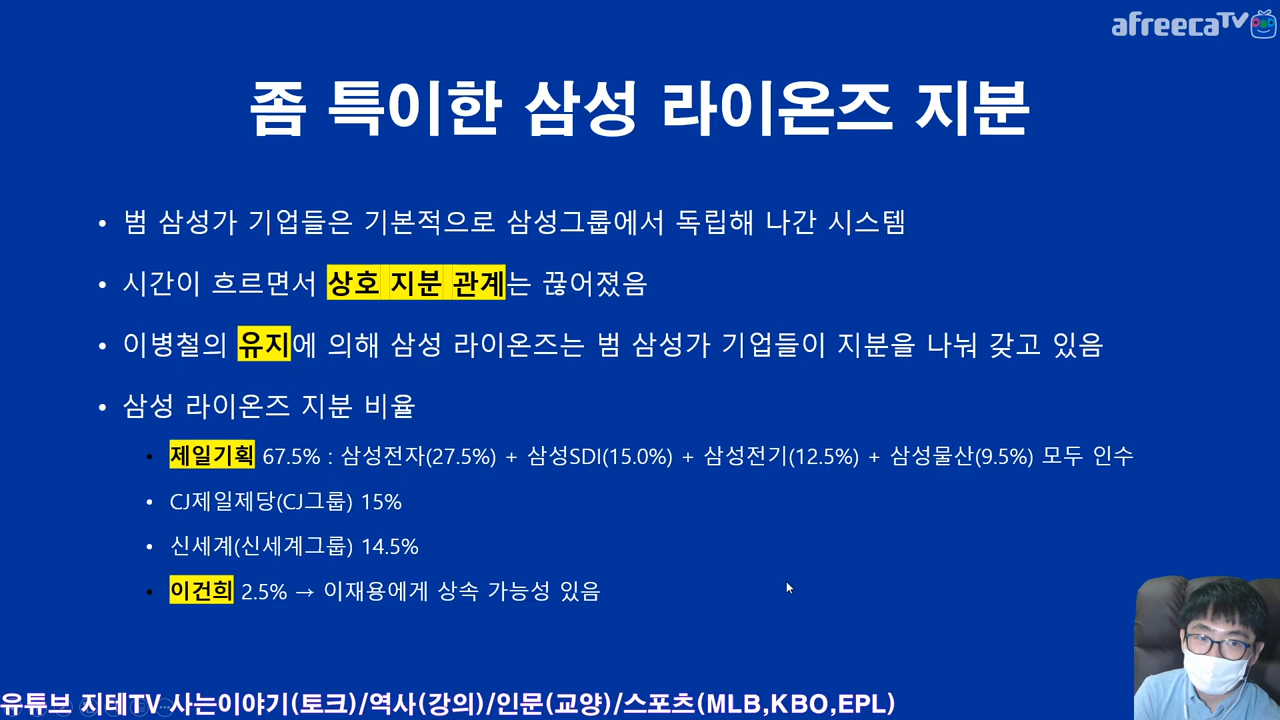 afreecaTV
좀 특이한 삼성 라이온즈 지분
• 범 삼성가 기업들은 기본적으로 삼성그룹에서 독립해 나간 시스템
• 시간이 흐르면서 상호 지분 관계는 끊어졌음
• 이병철의 유지에 의해 삼성 라이온즈는 범 삼성가 기업들이 지분을 나눠 갖고 있음
• 삼성 라이온즈 지분 비율
• 제일기획 67.5% : 삼성전자(27.5%) + 삼성SDI(15.0%) + 삼성전기(12.5%) + 삼성물산(9.5%) 모두 인수
• CJ제일제당(CJ그룹) 15%
• 신세계(신세계그룹) 14.5%
• 이건희 2.5% → 이재용에게 상속 가능성 있음
유튜브 지테TV 사는이야기(토크)/역사(강의)/인문(교양)/스포츠(MLB,KBO,EPL)